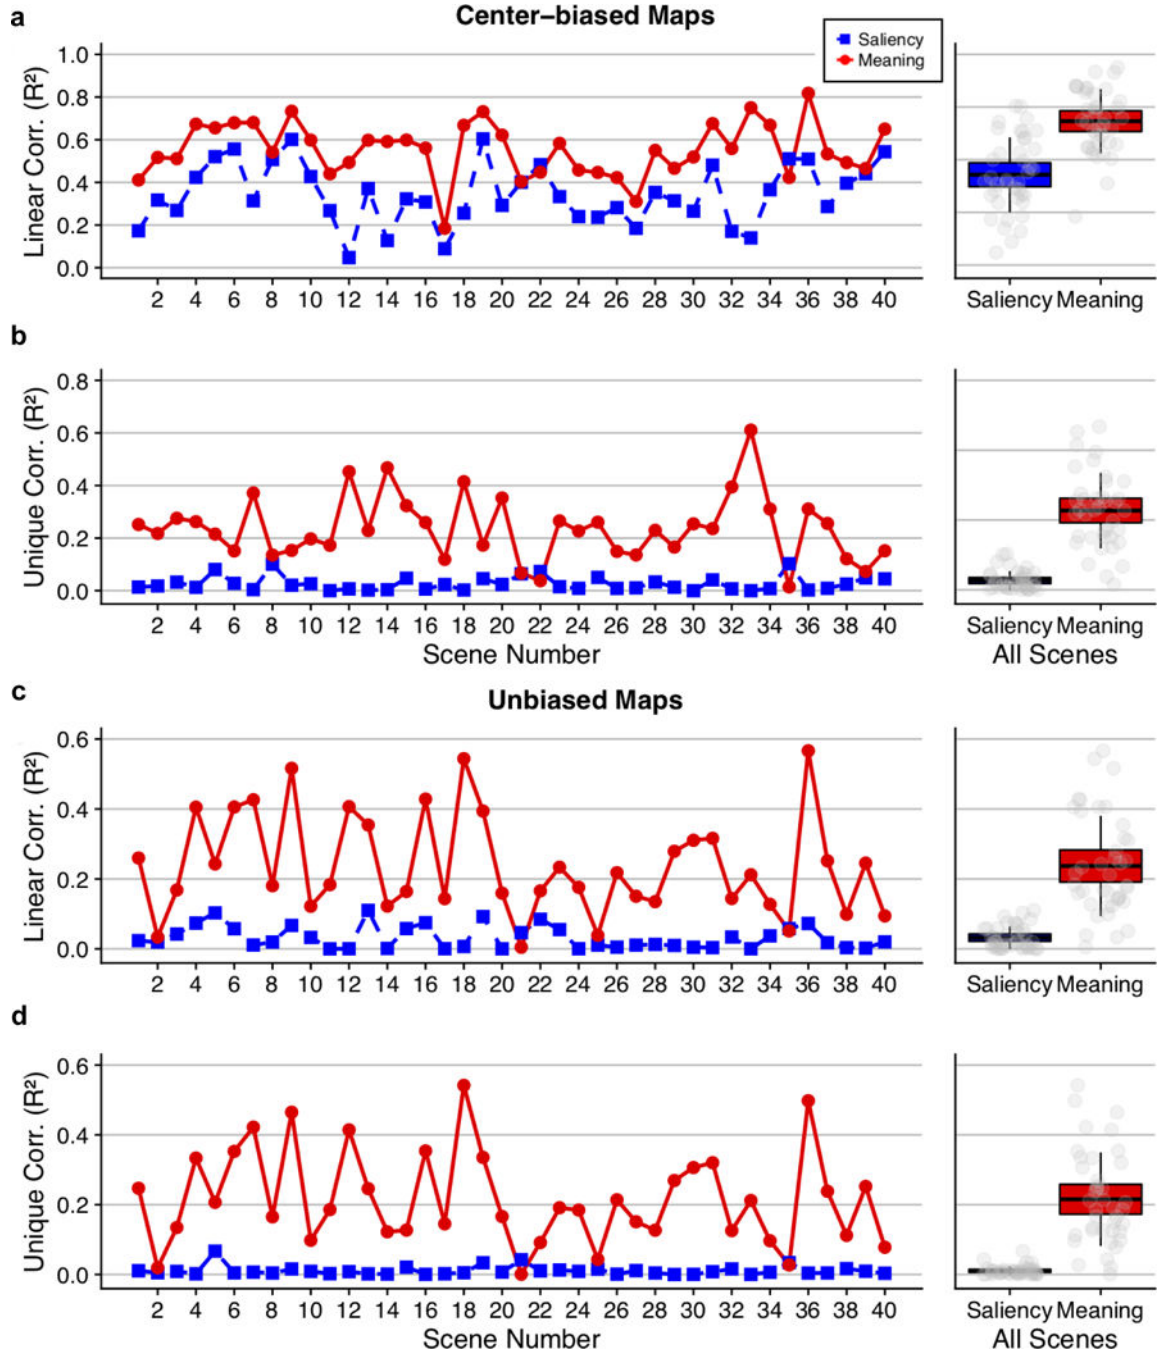 a
Center–biased Maps
Saliency
Meaning
Linear Corr. (R²)
1.0
0.8
0.6
0.4
0.2
0.0
2 4 6 8 10 12 14 16 18 20 22 24 26 28 30 32 34 36 38 40
Saliency Meaning
b
Unique Corr. (R²)
0.8
0.6
0.4
0.2
0.0
2 4 6 8 10 12 14 16 18 20 22 24 26 28 30 32 34 36 38 40
Saliency Meaning
Scene Number
All Scenes
c
Unbiased Maps
Linear Corr. (R²)
0.6
0.4
0.2
0.0
2 4 6 8 10 12 14 16 18 20 22 24 26 28 30 32 34 36 38 40
Saliency Meaning
d
Unique Corr. (R²)
0.6
0.4
0.2
0.0
2 4 6 8 10 12 14 16 18 20 22 24 26 28 30 32 34 36 38 40
Saliency Meaning
Scene Number
All Scenes